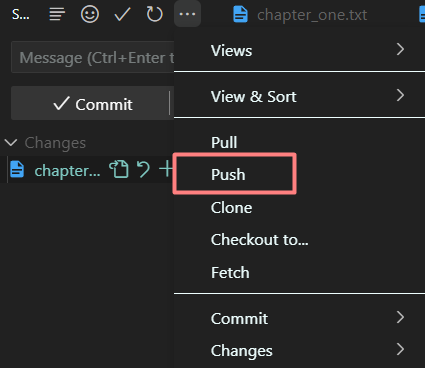 S...
chapter_one.txt
Message (Ctrl+Enter t
Commit
Changes
chapter...
Views
View & Sort
Pull
Push
Clone
Checkout to...
Fetch
Commit
Changes